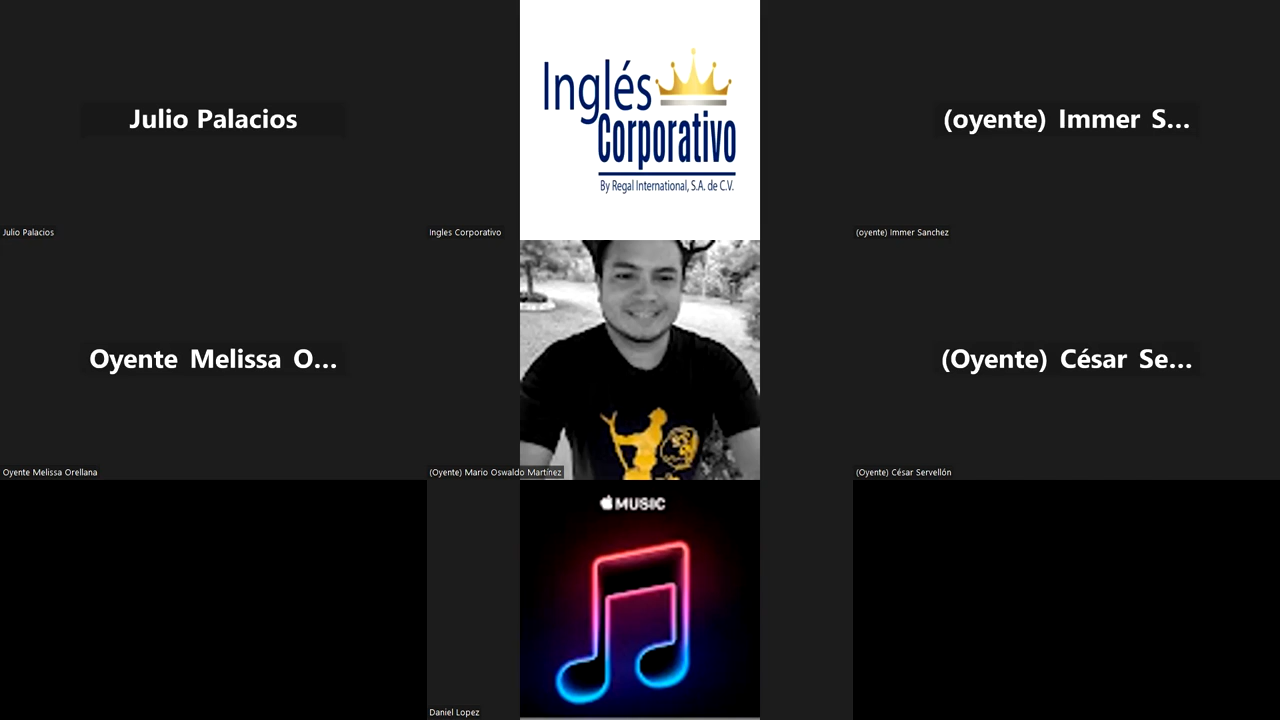 Julio Palacios
Julio Palacios
Inglés
Corporativo
By Regal International, S.A. de C.V.
Ingles Corporativo
(oyente) Immer S...
(oyente) Immer Sanchez
Oyente Melissa O...
Oyente Melissa Orellana
(Oyente) Mario Oswaldo Martínez
(Oyente) César Se...
(Oyente) César Servellón
MUSIC
Daniel Lopez